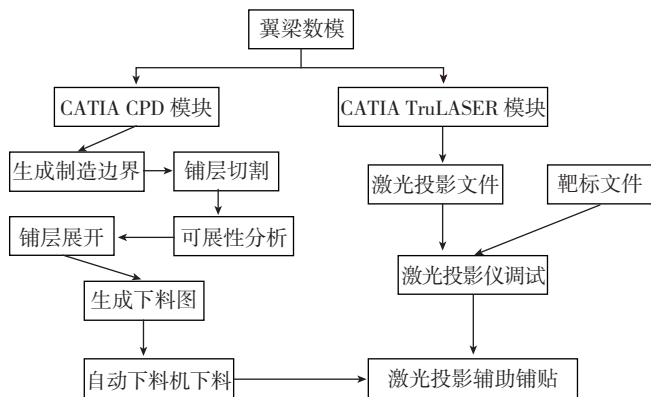 翼梁数模
CATIA CPD 模块
CATIA TruLASER 模块
生成制造边界
铺层切割
激光投影文件
靶标文件
铺层展开
可展性分析
激光投影仪调试
生成下料图
自动下料机下料
激光投影辅助铺贴